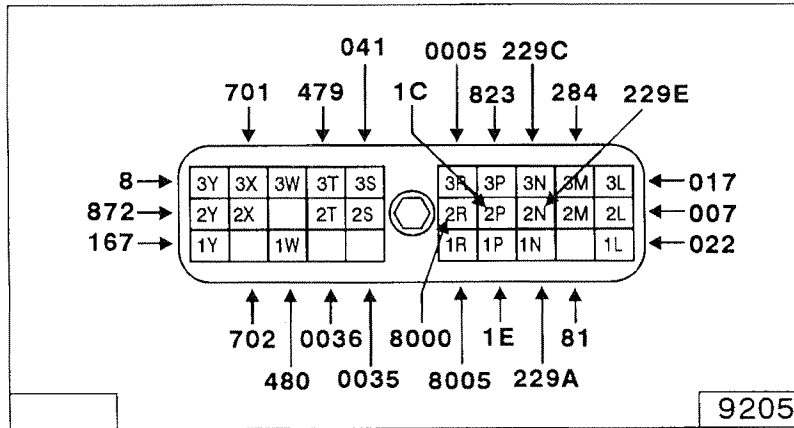 041 0005 229C
701 479 1C 823 284 229E
8 3Y 3X 3W 3T 3S 3R 3P 3N 3M 3L 017
872 2Y 2X 2T 2S 2R 2P 2N 2M 2L 007
167 1Y 1W 1R 1P 1N 1L 022
702 0036 8000 1E 81
480 0035 8005 229A
9205